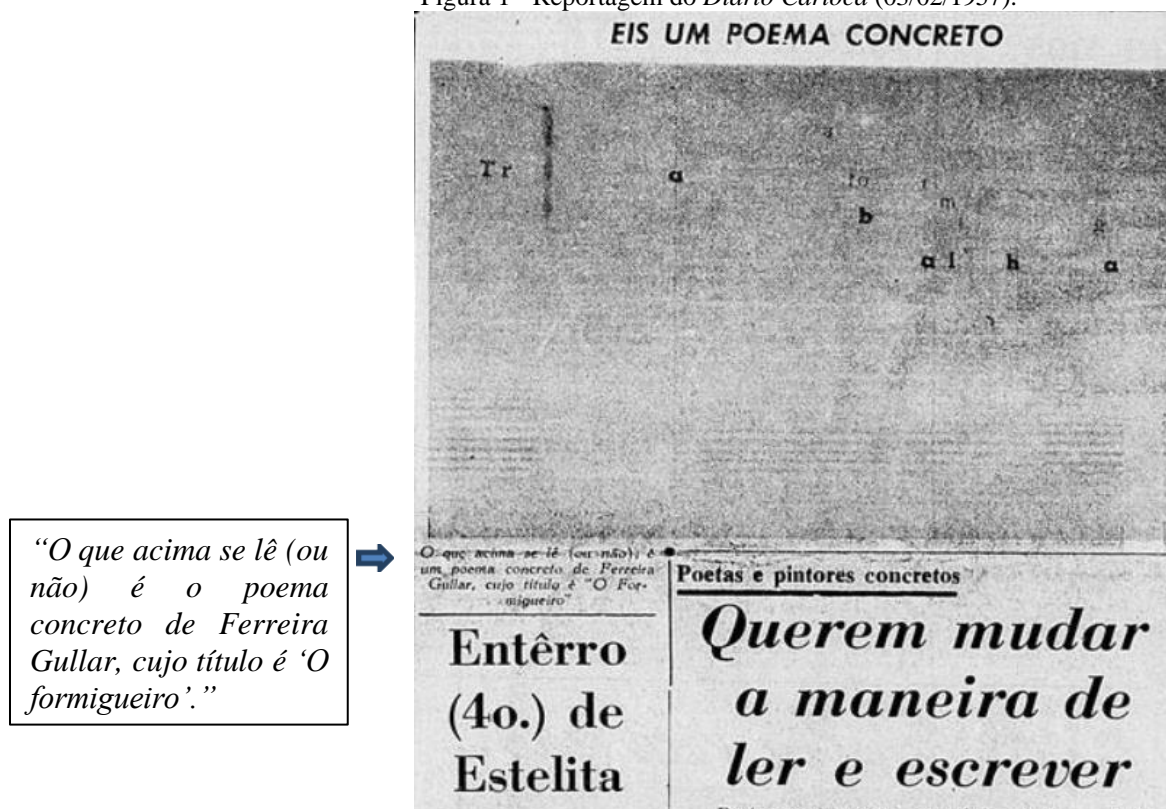 Figura 1 - Reportagem do Diário Carioca (03/02/1957).
EIS UM POEMA CONCRETO
T r a
b
a l h a
m
O que acima se lê (ou não), é
um poema concreto de Ferreira
Gullar, cujo título é "O For-
migueiro"
“O que acima se lê (ou
não) é o poema
concreto de Ferreira
Gullar, cujo título é ‘O
formigueiro’.”
Entêrro
(4o.) de
Estelita
Poetas e pintores concretos
Querem mudar
a maneira de
ler e escrever